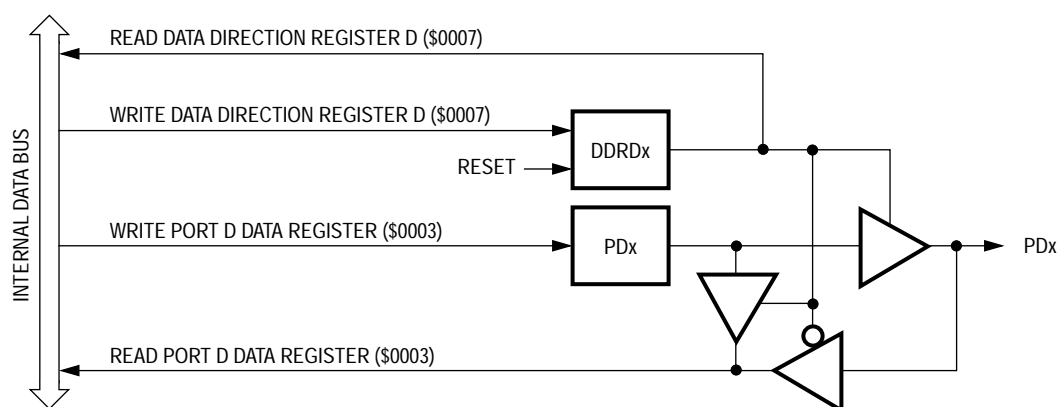 READ DATA DIRECTION REGISTER D ($0007)
WRITE DATA DIRECTION REGISTER D ($0007)
DDRDx
RESET
WRITE PORT D DATA REGISTER ($0003)
PDx
PDx
READ PORT D DATA REGISTER ($0003)
INTERNAL DATA BUS